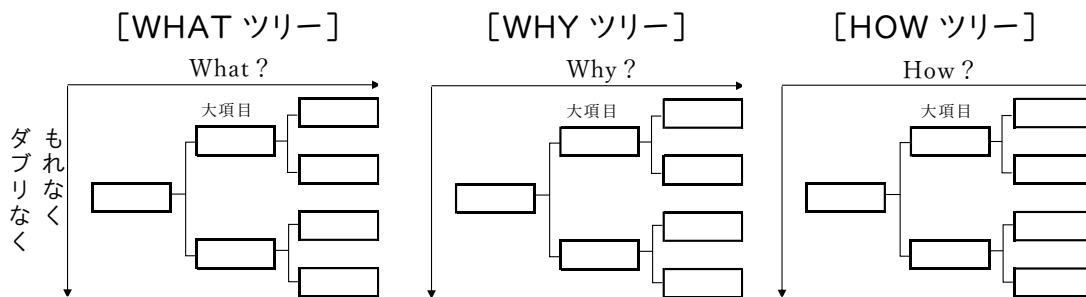 [WHAT ツリー]
What?
もれなく
ダブリなく
大項目
[WHY ツリー]
Why?
大項目
[HOW ツリー]
How?
大項目